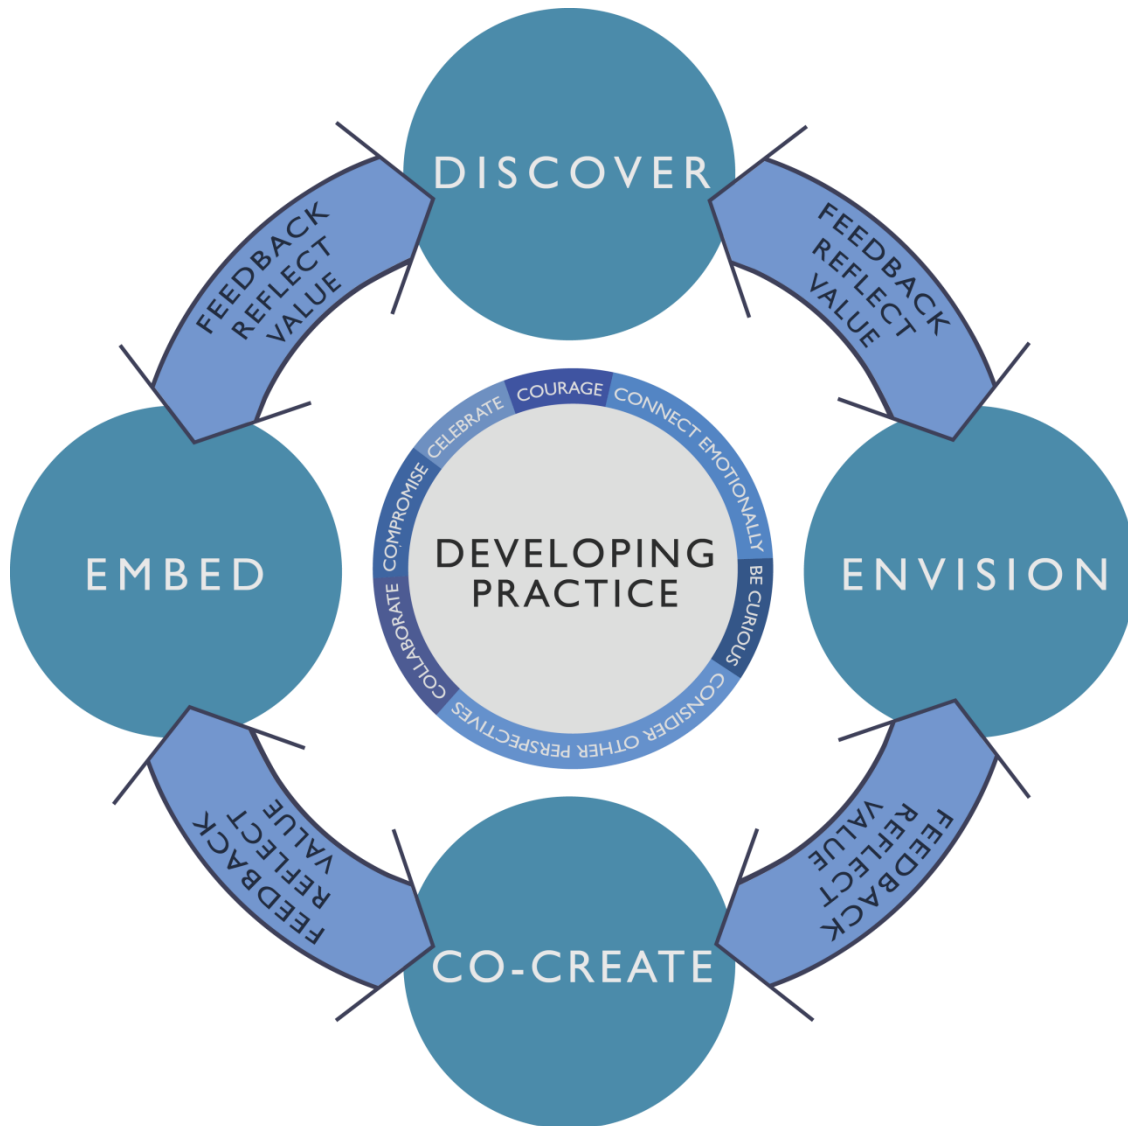 DISCOVER
FEEDBACK
REFLECT
VALUE
FEEDBACK
REFLECT
VALUE
COURAGE
CONNECT EMOTIONALLY
BE CURIOUS
CONSIDER OTHER PERSPECTIVES
COLLABORATE
COMPROMISE
CELEBRATE
EMBED
DEVELOPING
PRACTICE
ENVISION
FEEDBACK
REFLECT
VALUE
FEEDBACK
REFLECT
VALUE
CO-CREATE